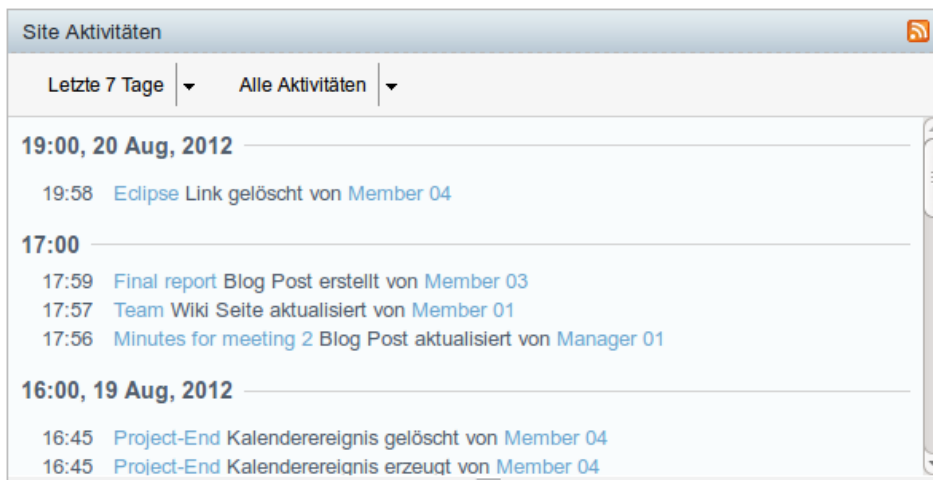 Site Aktivitäten
Letzte 7 Tage Alle Aktivitäten
19:00, 20 Aug, 2012
19:58 Eclipse Link gelöscht von Member 04
17:00
17:59 Final report Blog Post erstellt von Member 03
17:57 Team Wiki Seite aktualisiert von Member 01
17:56 Minutes for meeting 2 Blog Post aktualisiert von Manager 01
16:00, 19 Aug, 2012
16:45 Project-End Kalenderereignis gelöscht von Member 04
16:45 Project-End Kalenderereignis erzeugt von Member 04